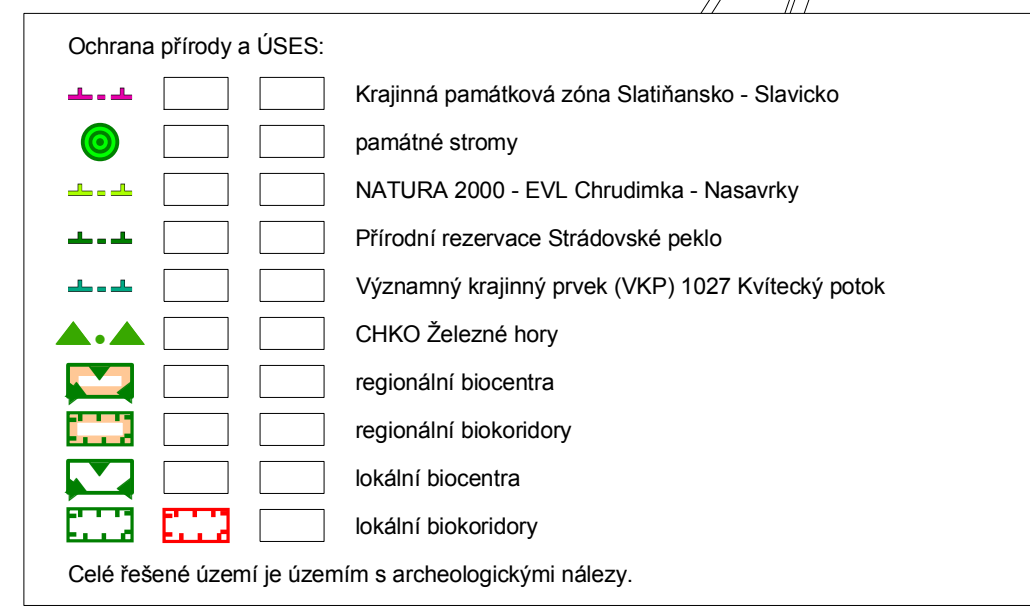 Ochrana přírody a ÚSES:
Krajinná památková zóna Slatiňansko - Slavicko
památné stromy
NATURA 2000 - EVL Chrudimka - Nasavrky
Přírodní rezervace Strádovské peklo
Významný krajinný prvek (VKP) 1027 Kvítecký potok
CHKO Železné hory
regionální biocentra
regionální biokoridory
lokální biocentra
lokální biokoridory
Celé řešené území je územím s archeologickými nálezy.